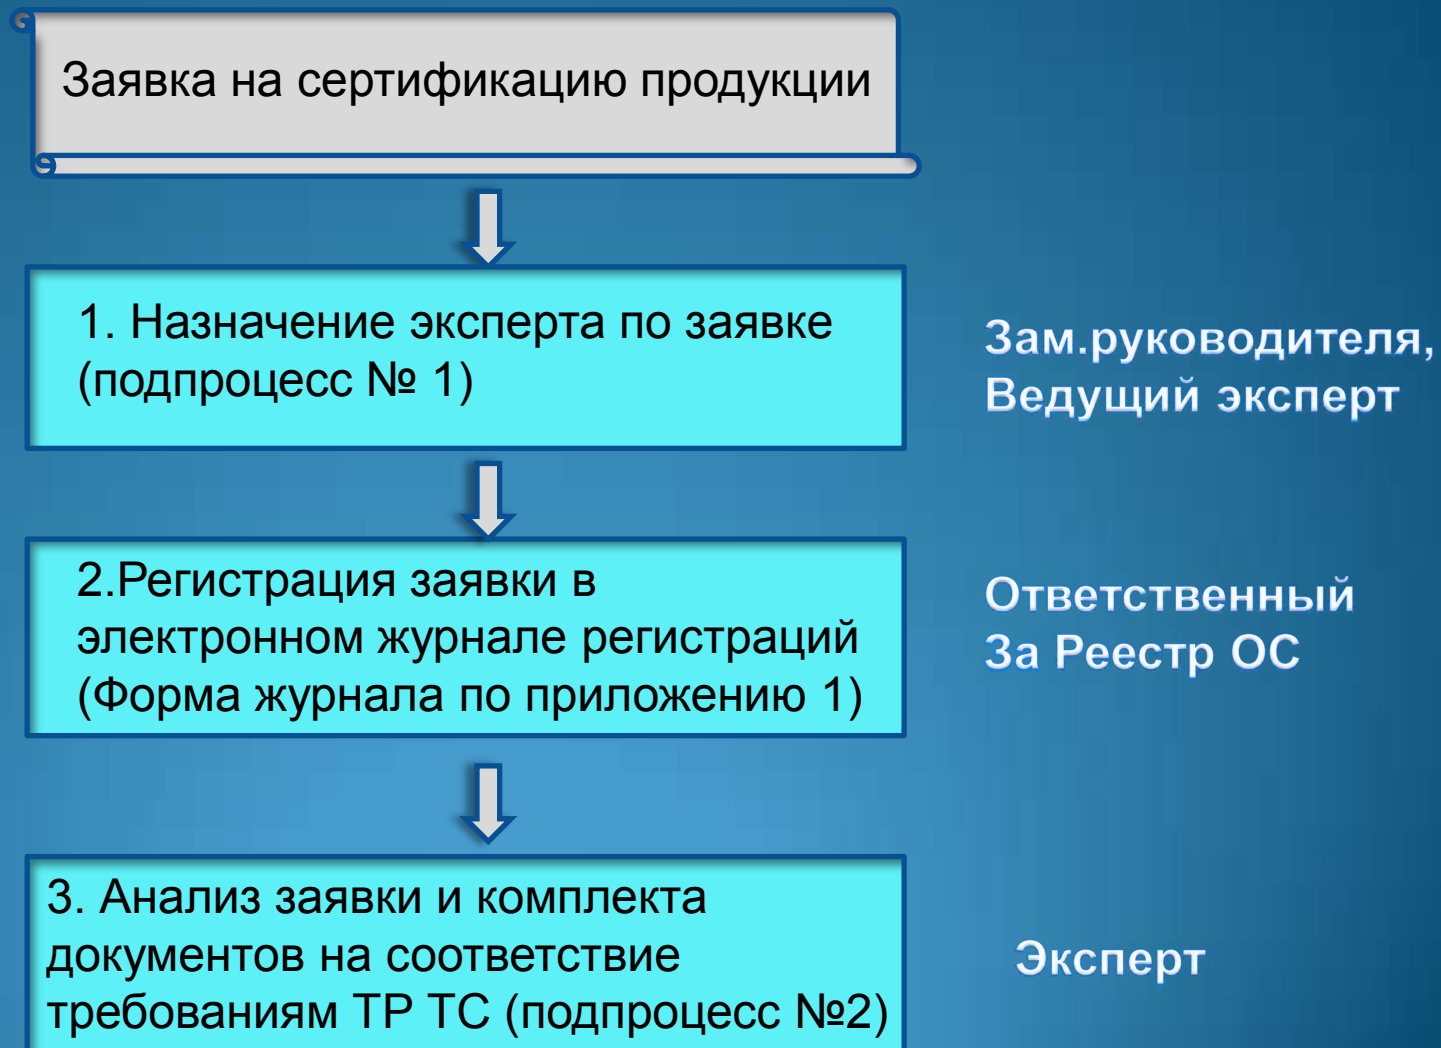 Заявка на сертификацию продукции
1. Назначение эксперта по заявке
(подпроцесс № 1)
Зам.руководителя,
Ведущий эксперт
2.Регистрация заявки в
электронном журнале регистраций
(Форма журнала по приложению 1)
Ответственный
За Реестр ОС
3. Анализ заявки и комплекта
документов на соответствие
требованиям ТР ТС (подпроцесс №2)
Эксперт